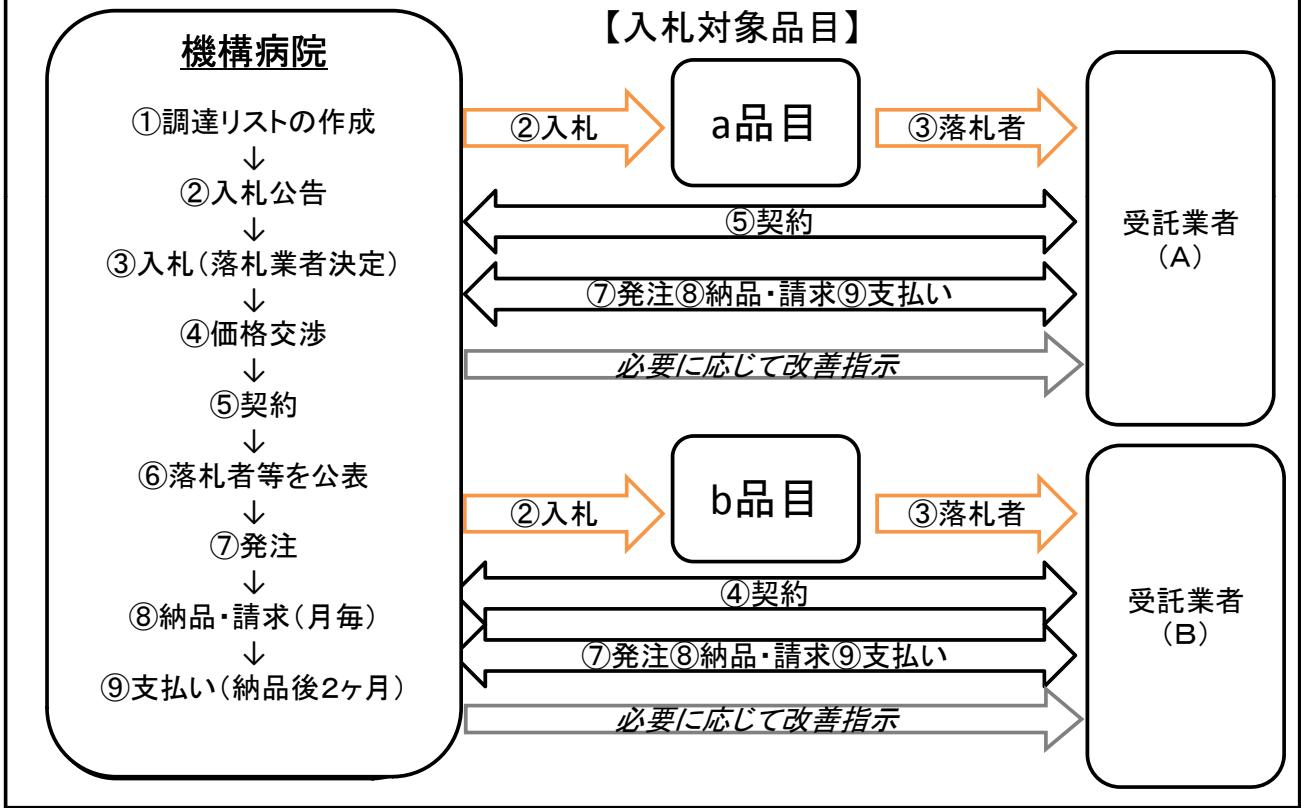 【入札対象品目】
機構病院
①調達リストの作成
↓
②入札公告
↓
③入札（落札業者決定）
↓
④価格交渉
↓
⑤契約
↓
⑥落札者等を公表
↓
⑦発注
↓
⑧納品・請求（月毎）
↓
⑨支払い（納品後２ヶ月）
②入札
a品目
③落札者
⑤契約
⑦発注⑧納品・請求⑨支払い
必要に応じて改善指示
受託業者
（Ａ）
②入札
b品目
③落札者
④契約
⑦発注⑧納品・請求⑨支払い
必要に応じて改善指示
受託業者
（Ｂ）